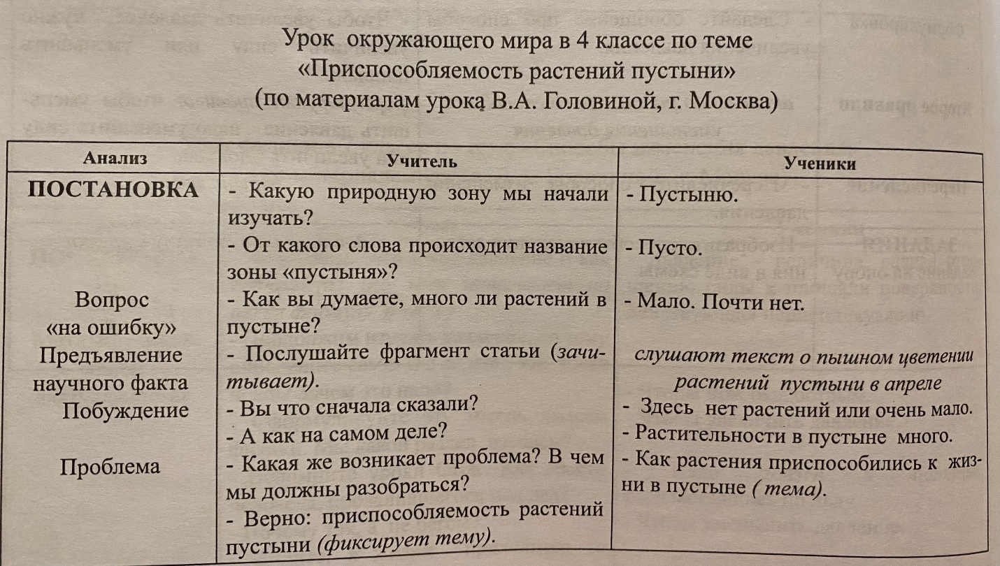 Урок окружающего мира в 4 классе по теме
«Приспособляемость растений пустыни»
(по материалам урока В.А. Головиной, г. Москва)
Анализ
Учитель
Ученики
ПОСТАНОВКА
- Какую природную зону мы начали
изучать?
- Пустыню.
- От какого слова происходит название
зоны «пустыня»?
- Пусто.
Вопрос
«на ошибку»
- Как вы думаете, много ли растений в
пустыне?
- Мало. Почти нет.
Предъявление
научного факта
- Послушайте фрагмент статьи (зачи-
тывает).
слушают текст о пышном цветении
растений пустыни в апреле
Побуждение
- Вы что сначала сказали?
- Здесь нет растений или очень мало.
- А как на самом деле?
- Растительности в пустыне много.
Проблема
- Какая же возникает проблема? В чем
мы должны разобраться?
- Как растения приспособились к жиз-
ни в пустыне ( тема).
- Верно: приспособляемость растений
пустыни (фиксирует тему).